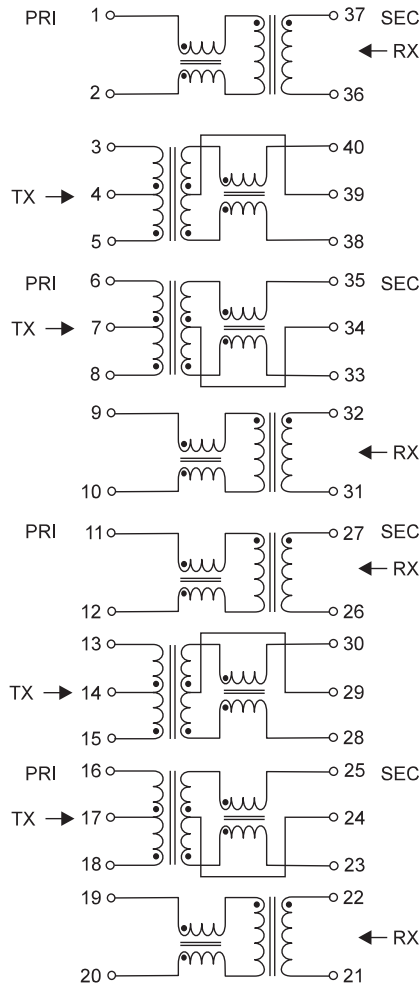 PRI 1 37 SEC
RX
2 36
3 40
TX 4 39
5 38
PRI 6 35 SEC
TX 7 34
8 33
9 32
RX
10 31
PRI 11 27 SEC
RX
12 26
13 30
TX 14 29
15 28
PRI 16 25 SEC
TX 17 24
18 23
19 22
RX
20 21